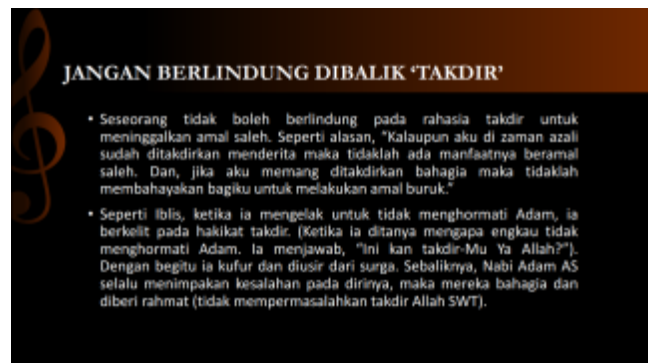 JANGAN BERLINDUNG DIBALIK ‘TAKDIR’
• Seseorang tidak boleh berlindung pada rahasia takdir untuk
meninggalkan amal saleh. Seperti alasan, “Kalaupun aku di zaman azali
sudah ditakdirkan menderita maka tidaklah ada manfaatnya beramal
saleh. Dan, jika aku memang ditakdirkan bahagia maka tidaklah
membahayakan bagiku untuk melakukan amal buruk.”
• Seperti Iblis, ketika ia mengelak untuk tidak menghormati Adam, ia
berkelit pada hakikat takdir. (Ketika ia ditanya mengapa engkau tidak
menghormati Adam. Ia menjawab, “Ini kan takdir-Mu Ya Allah?”).
Dengan begitu ia kufur dan diusir dari surga. Sebaliknya, Nabi Adam AS
selalu menimpakan kesalahan pada dirinya, maka mereka bahagia dan
diberi rahmat (tidak mempermasalahkan takdir Allah SWT).